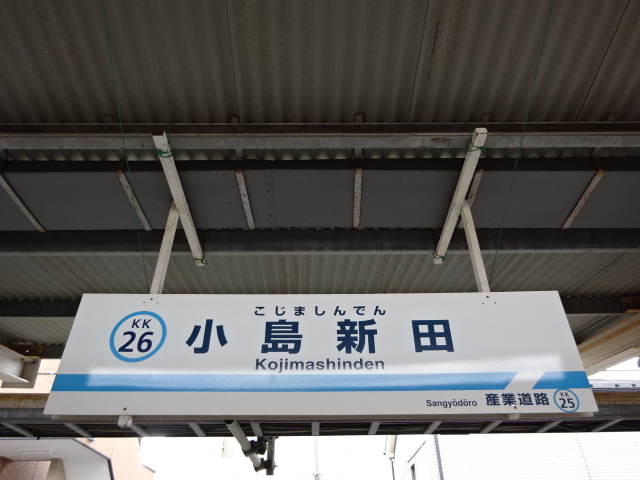 KK
26
こじましんでん
小島新田
Kojimashinden
Sangyōdōro 産業道路
KK
25